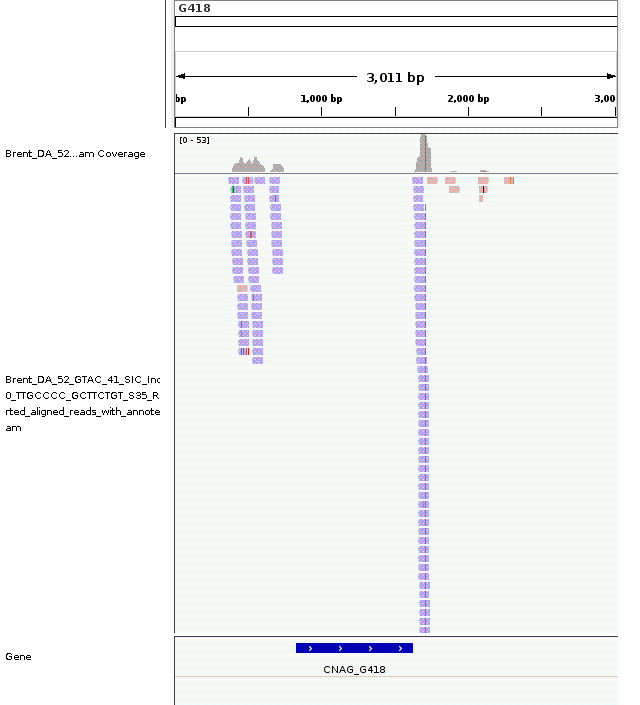 G418
3,011 bp
bp 1,000 bp 2,000 bp 3,00
[0 - 53]
Brent_DA_52...am Coverage
Brent_DA_52_GTAC_41_SIC_Inc
0_TTGCCCC_GCTTCTGT_S35_R
rted_aligned_reads_with_annote
am
Gene
CNAG_G418